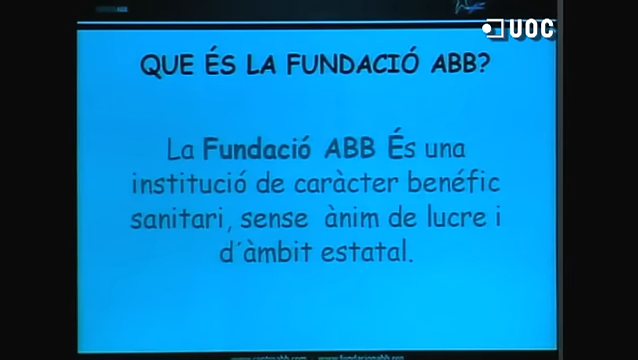 UOC
QUE ÉS LA FUNDACIÓ ABB?
La Fundació ABB És una
institució de caràcter benéfic
sanitari, sense ànim de lucre i
d´àmbit estatal.